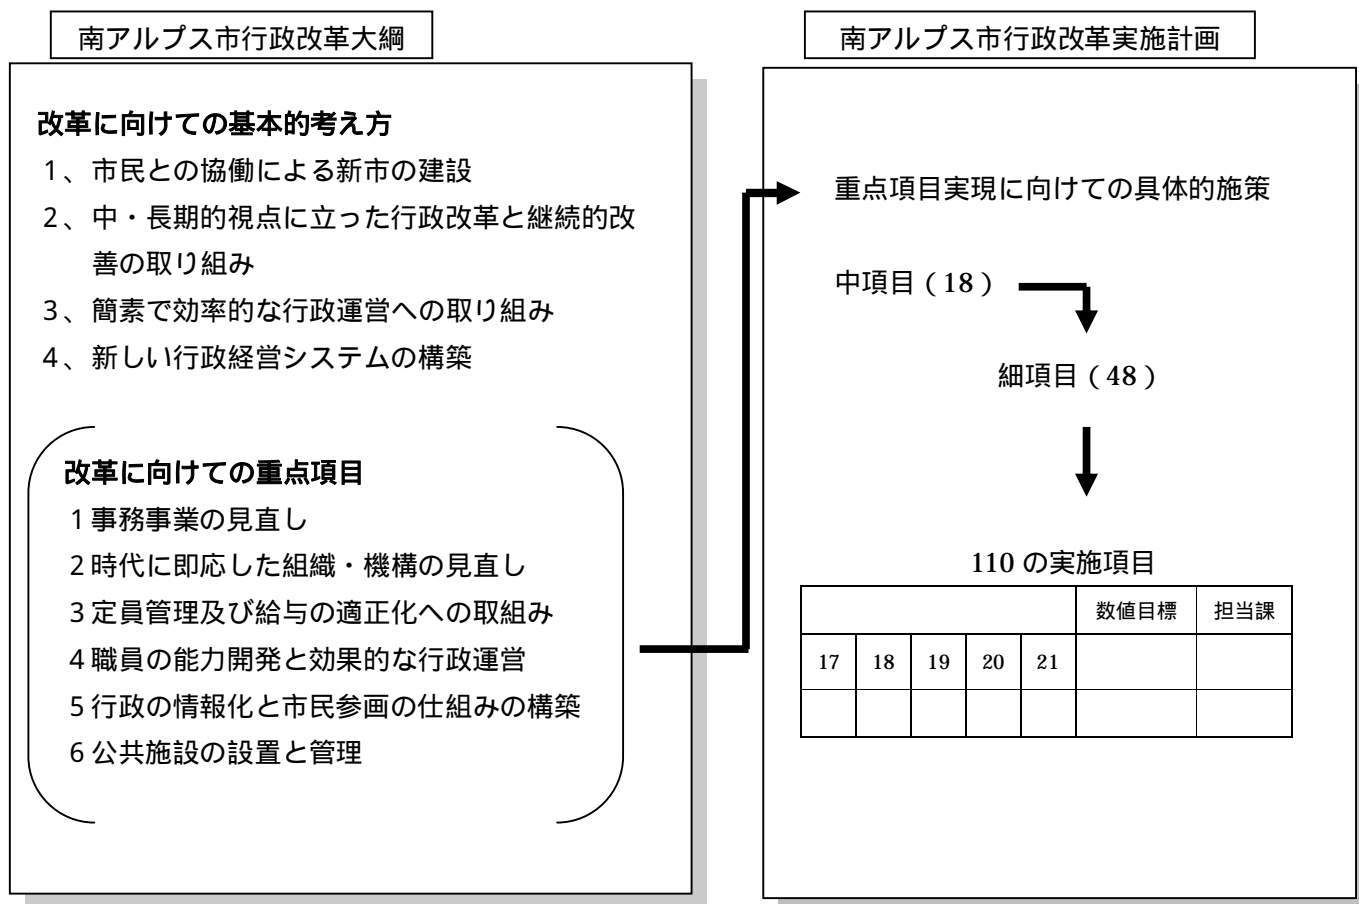 南アルプス市行政改革大綱
改革に向けての基本的考え方
1、市民との協働による新市の建設
2、中・長期的視点に立った行政改革と継続的改
善の取り組み
3、簡素で効率的な行政運営への取り組み
4、新しい行政経営システムの構築
改革に向けての重点項目
1事務事業の見直し
2時代に即応した組織・機構の見直し
3定員管理及び給与の適正化への取組み
4職員の能力開発と効果的な行政運営
5行政の情報化と市民参画の仕組みの構築
6公共施設の設置と管理
南アルプス市行政改革実施計画
重点項目実現に向けての具体的施策
中項目(18)
細項目(48)
110の実施項目
数値目標 担当課
17 18 19 20 21